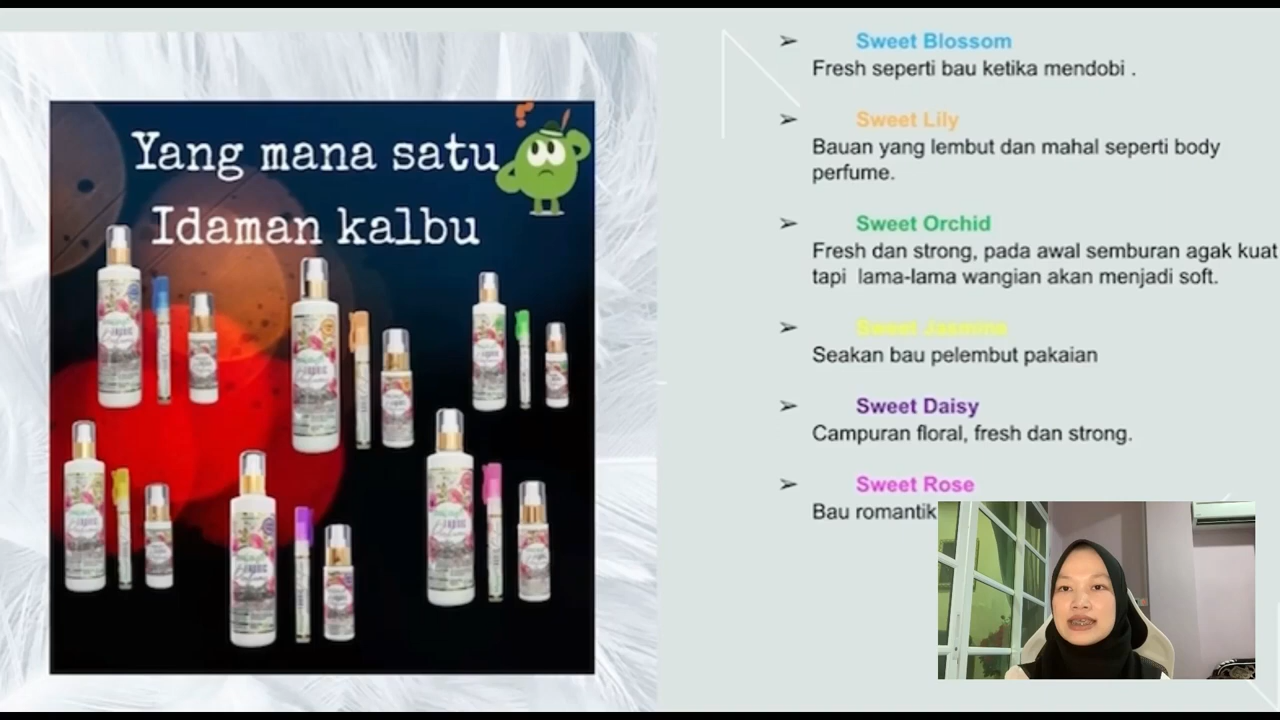 Yang mana satu
Idaman kalbu
➢ Sweet Blossom
Fresh seperti bau ketika mendobi .
➢ Sweet Lily
Bauan yang lembut dan mahal seperti body
perfume.
➢ Sweet Orchid
Fresh dan strong, pada awal semburan agak kuat
tapi lama-lama wangian akan menjadi soft.
➢ Sweet Jasmine
Seakan bau pelembut pakaian
➢ Sweet Daisy
Campuran floral, fresh dan strong.
➢ Sweet Rose
Bau romantik